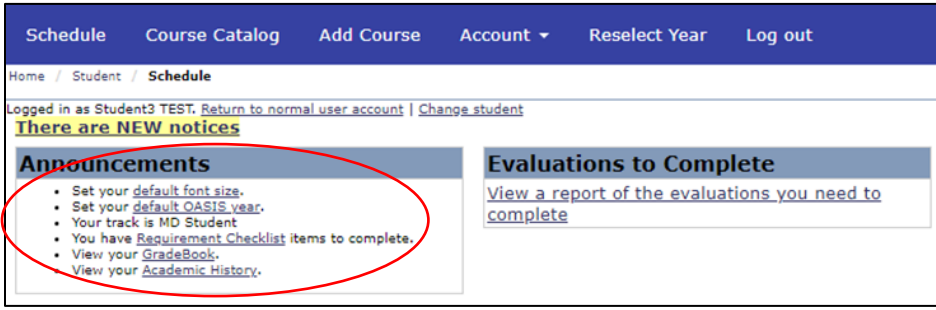 Schedule Course Catalog Add Course Account Reselect Year Log out
Home / Student / Schedule
Logged in as Student3 TEST. Return to normal user account | Change student
There are NEW notices
Announcements
Set your default font size.
Set your default OASIS year.
Your track is MD Student
You have Requirement Checklist items to complete.
View your GradeBook.
View your Academic History.
Evaluations to Complete
View a report of the evaluations you need to
complete